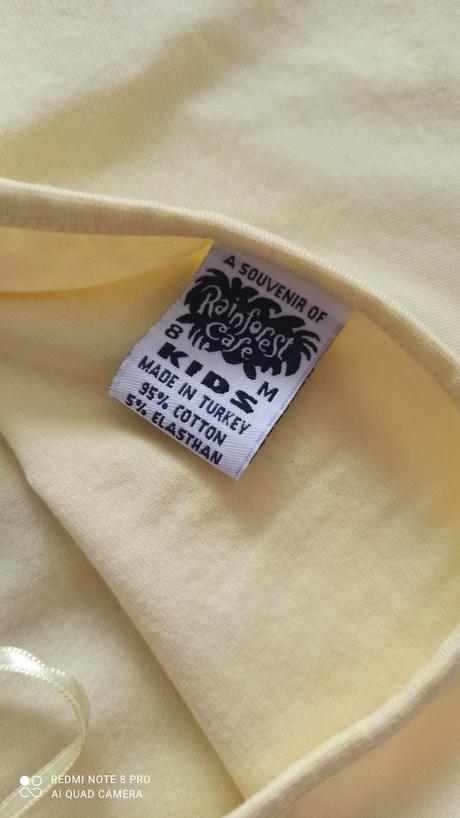 A SOUVENIR OF
Rainforest
Cafe
8 M
KIDS
MADE IN TURKEY
95% COTTON
5% ELASTHAN
REDMI NOTE 8 PRO
AI QUAD CAMERA